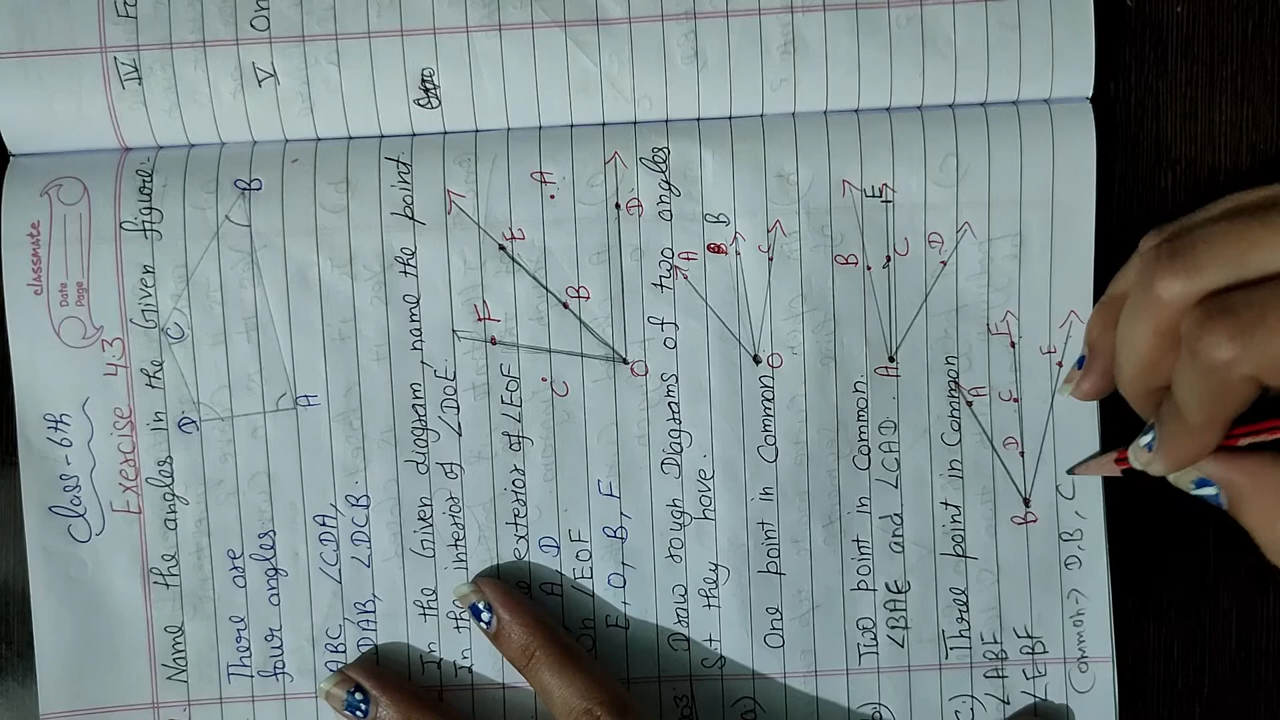 IV
V On
classmate
Date
Page
Class-6th
Exercise 4.3
Name the angles in the Given figure.
D
C
B
A
There are
four angles
ABC, ∠CDA,
DAB, ∠DCB.
In the Given diagram, name the point.
In the interior of ∠DOE.
exterior of ∠EOF
A, D
On ∠EOF
E, O, B, F
F
E
A
C
B
O
D
Draw rough Diagrams of two angles
S.t they have.
One point in Common.
A
B
C
O
Two point in Common.
∠BAE and ∠CAD.
B
E
C
A
D
c.) Three point in Common
∠ABF
∠EBF
A
D
C
F
B
E
Common→ D,B,C